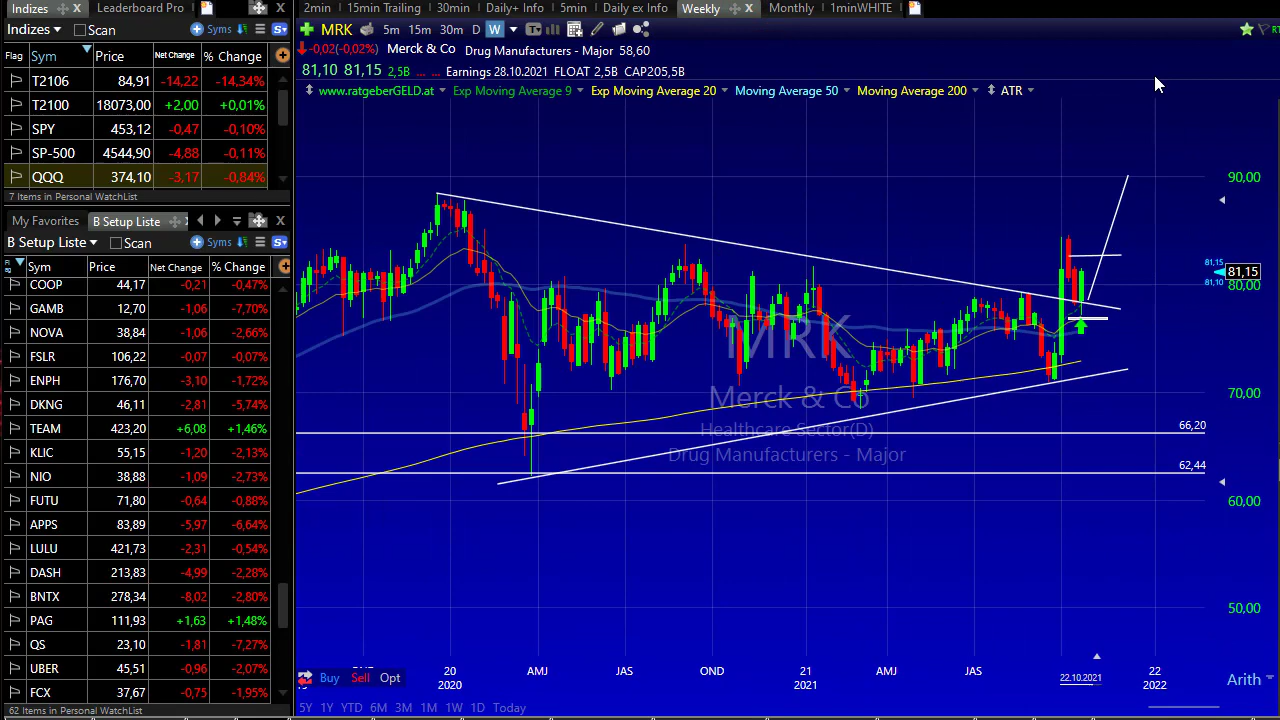 Indizes X Leaderboard Pro X 2min 15min Trailing 30min Daily+ Info 5min Daily ex Info Weekly X Monthly 1minWHITE
Indizes Scan Syms
Flag Sym Price Net Change % Change
T2106 84,91 -14,22 -14,34%
T2100 18073,00 +2,00 +0,01%
SPY 453,12 -0,47 -0,10%
SP-500 4544,90 -4,88 -0,11%
QQQ 374,10 -3,17 -0,84%
7 Items in Personal WatchList
My Favorites B Setup Liste X
B Setup Liste Scan Syms
Sym Price Net Change % Change
COOP 44,17 -0,21 -0,47%
GAMB 12,70 -1,06 -7,70%
NOVA 38,84 -1,06 -2,66%
FSLR 106,22 -0,07 -0,07%
ENPH 176,70 -3,10 -1,72%
DKNG 46,11 -2,81 -5,74%
TEAM 423,20 +6,08 +1,46%
KLIC 55,15 -1,20 -2,13%
NIO 38,88 -1,09 -2,73%
FUTU 71,80 -0,64 -0,88%
APPS 83,89 -5,97 -6,64%
LULU 421,73 -2,31 -0,54%
DASH 213,83 -4,99 -2,28%
BNTX 278,34 -8,02 -2,80%
PAG 111,93 +1,63 +1,48%
QS 23,10 -1,81 -7,27%
UBER 45,51 -0,96 -2,07%
FCX 37,67 -0,75 -1,95%
62 Items in Personal WatchList
MRK 5m 15m 30m D W T
-0,02(-0,02%) Merck & Co Drug Manufacturers - Major 58,60
81,10 81,15 2,5B ... ... Earnings 28.10.2021 FLOAT 2,5B CAP205,5B
www.ratgeberGELD.at Exp Moving Average 9 Exp Moving Average 20 Moving Average 50 Moving Average 200 ATR
90,00
81,15
81,15
81,10
80,00
MRK
70,00
Merck & Co
66,20
Healthcare Sector(D)
Drug Manufacturers - Major
62,44
60,00
50,00
20 AMJ JAS OND 21 AMJ JAS 22
2020 2021 22.10.2021 2022
Buy Sell Opt Arith
5Y 1Y YTD 6M 3M 1M 1W 1D Today